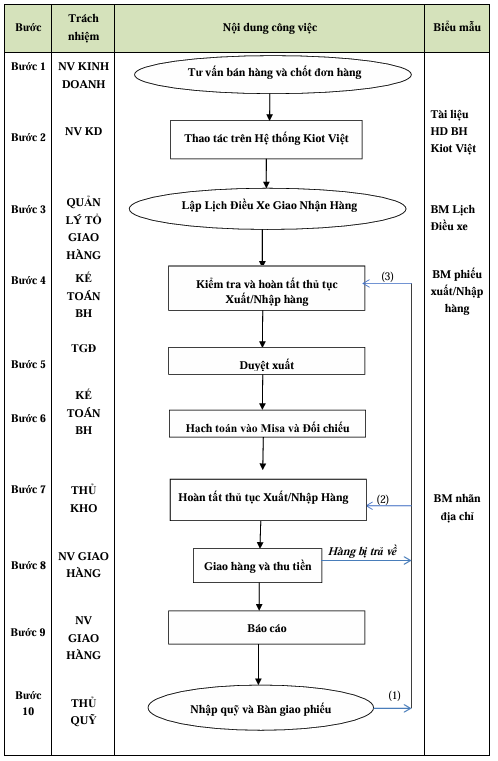 Bước
Trách
nhiệm
Nội dung công việc
Biểu mẫu
Bước 1
NV KINH
DOANH
Tư vấn bán hàng và chốt đơn hàng
Bước 2
NV KD
Thao tác trên Hệ thống Kiot Việt
Tài liệu
HD BH
Kiot Việt
Bước 3
QUẢN
LÝ TỔ
GIAO
HÀNG
Lập Lịch Điều Xe Giao Nhận Hàng
BM Lịch
Điều xe
Bước 4
KẾ
TOÁN
BH
Kiểm tra và hoàn tất thủ tục
Xuất/Nhập hàng
(3)
BM phiếu
xuất/Nhập
hàng
Bước 5
TGĐ
Duyệt xuất
Bước 6
KẾ
TOÁN
BH
Hạch toán vào Misa và Đối chiếu
Bước 7
THỦ
KHO
Hoàn tất thủ tục Xuất/Nhập Hàng
(2)
BM nhãn
địa chỉ
Bước 8
NV GIAO
HÀNG
Giao hàng và thu tiền
Hàng bị trả về
Bước 9
NV
GIAO
HÀNG
Báo cáo
Bước
10
THỦ
QUỸ
Nhập quỹ và Bàn giao phiếu
(1)